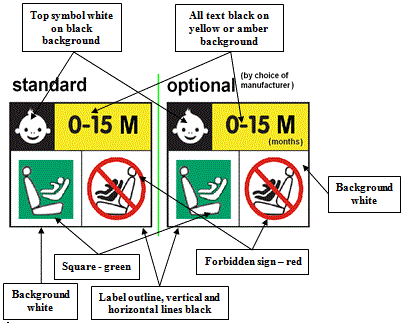 Top symbol white
on black
background
All text black on
yellow or amber
background
standard
optional
(by choice of
manufacturer)
0-15 M
0-15 M
(months)
Background
white
Square - green
Forbidden sign – red
Background
white
Label outline, vertical and
horizontal lines black